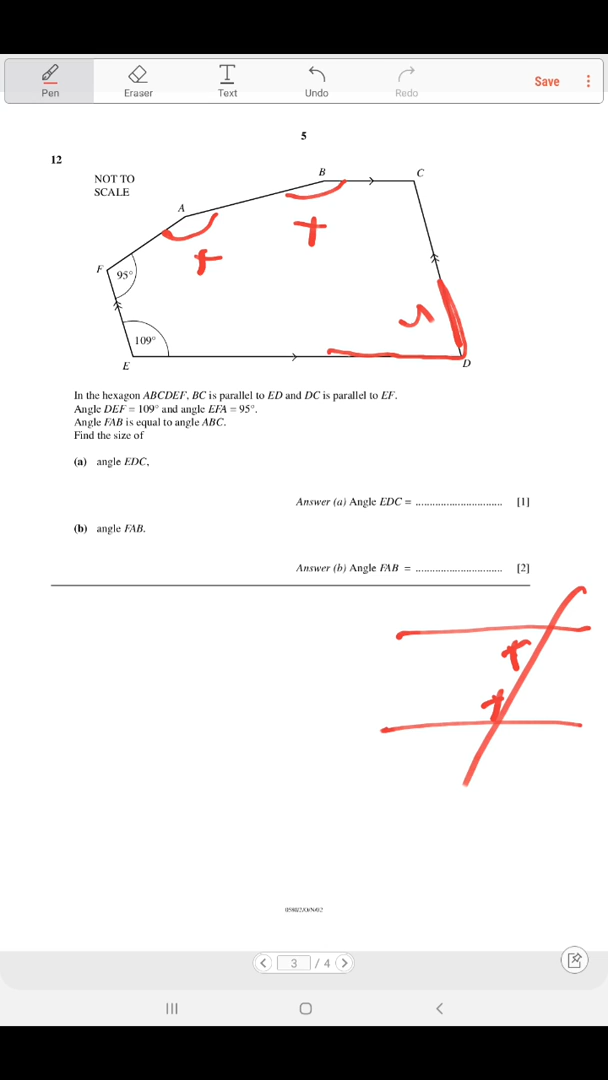 Pen
Eraser
Text
Undo
Redo
Save
5
12
NOT TO
SCALE
A
B
C
F
95°
109°
E
D
x
x
y
In the hexagon ABCDEF, BC is parallel to ED and DC is parallel to EF.
Angle DEF = 109° and angle EFA = 95°.
Angle FAB is equal to angle ABC.
Find the size of
(a) angle EDC,
Answer (a) Angle EDC = .............................. [1]
(b) angle FAB.
Answer (b) Angle FAB = .............................. [2]
x
x
0580/2/O/N/02
3 / 4